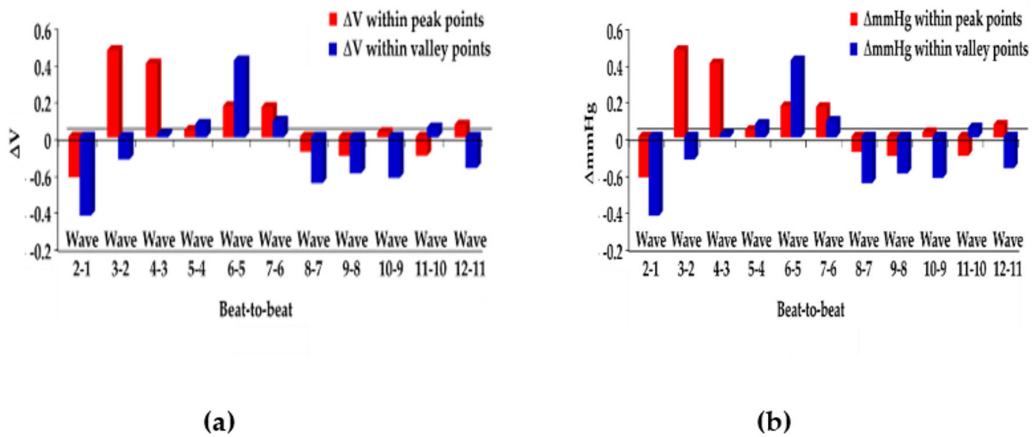 0.6
ΔV within peak points
ΔV within valley points
0.4
0.2
0
-0.6
-0.4
-0.2
ΔV
Wave Wave Wave Wave Wave Wave Wave Wave Wave Wave Wave
2-1 3-2 4-3 5-4 6-5 7-6 8-7 9-8 10-9 11-10 12-11
Beat-to-beat
(a)
0.6
ΔmmHg within peak points
ΔmmHg within valley points
0.4
0.2
0
-0.6
-0.4
-0.2
ΔmmHg
Wave Wave Wave Wave Wave Wave Wave Wave Wave Wave Wave
2-1 3-2 4-3 5-4 6-5 7-6 8-7 9-8 10-9 11-10 12-11
Beat-to-beat
(b)